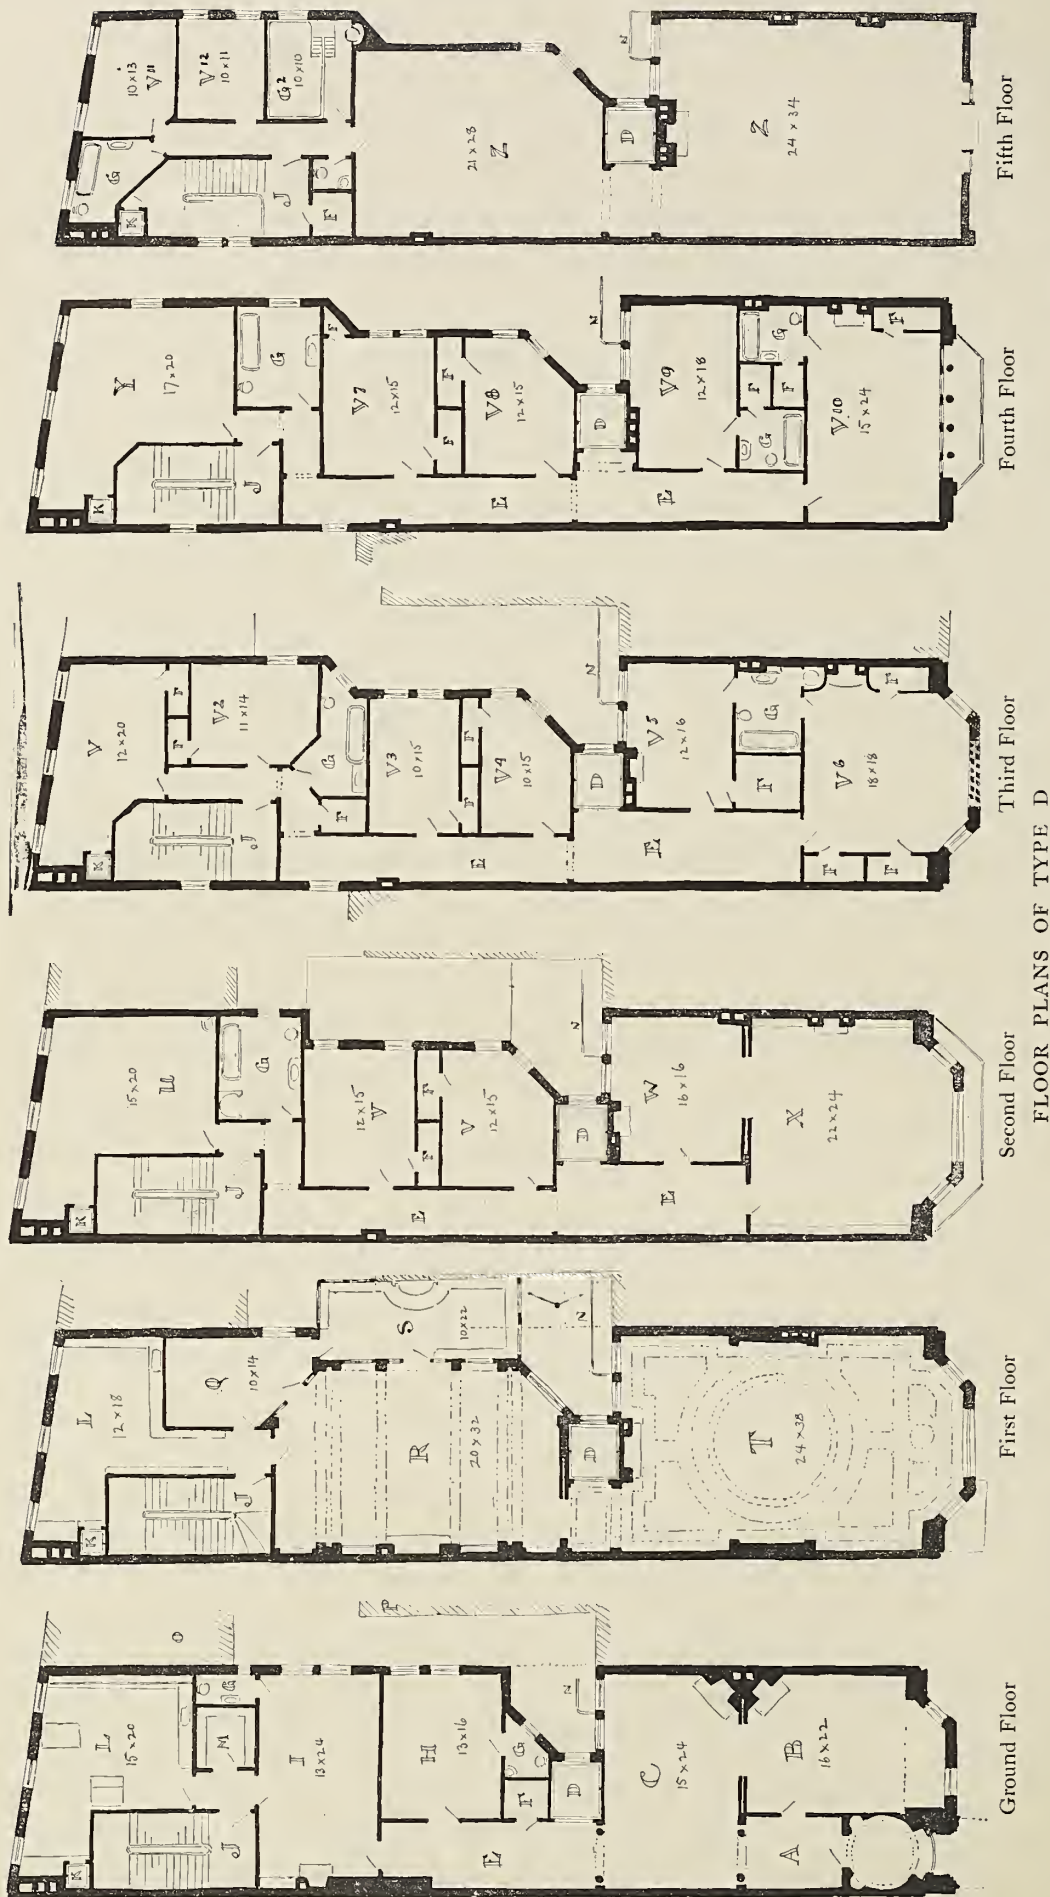 FLOOR PLANS OF TYPE D
Ground Floor
L
15 x 20
O
P
K
J
M
G
I
13 x 24
H
13 x 16
E
F
G
D
N
C
15 x 24
B
16 x 22
A
First Floor
L
12 x 18
K
J
Q
10 x 14
R
20 x 32
S
10 x 22
N
D
T
24 x 38
Second Floor
15 x 20
K
J
G
V
12 x 15
F
F
V
12 x 15
E
D
N
E
W
16 x 16
X
22 x 24
Third Floor
V
12 x 20
K
J
F
F
V2
11 x 14
G
F
V3
10 x 15
F
F
V4
10 x 15
E
D
N
E
V5
12 x 16
G
F
V6
18 x 18
F
F
F
Fourth Floor
Y
17 x 20
K
J
G
F
V7
12 x 15
F
F
V8
12 x 15
E
D
N
E
V9
12 x 18
G
F
F
G
V.10
15 x 24
F
Fifth Floor
10 x 13
V11
V12
10 x 11
G2
10 x 10
G
K
J
F
21 x 28
Z
D
N
Z
24 x 34